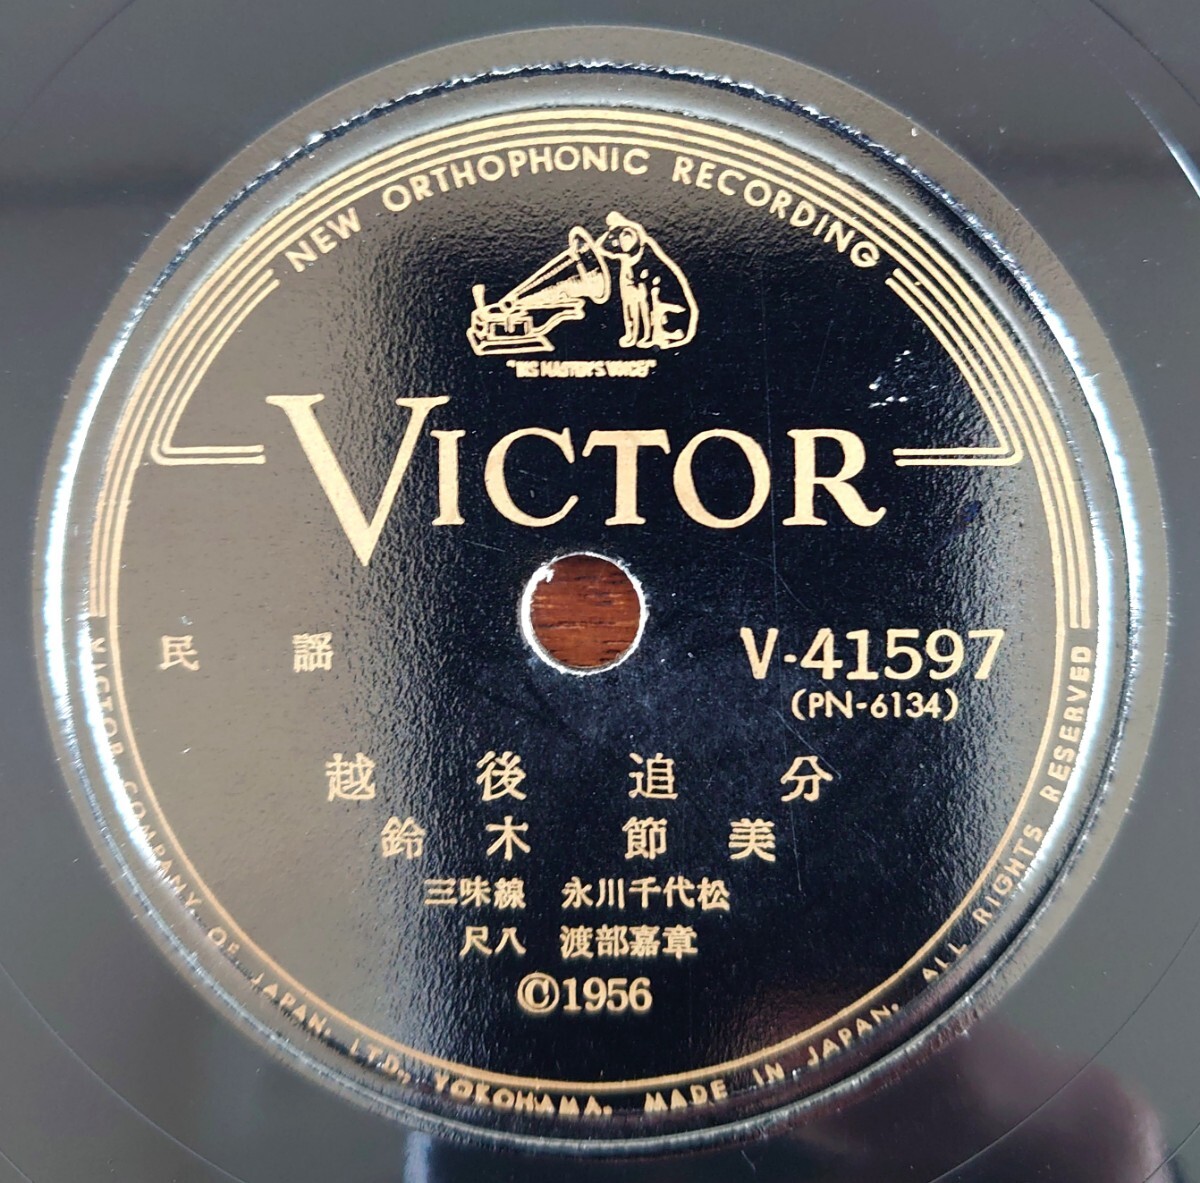 NEW ORTHOPHONIC RECORDING
"HIS MASTER'S VOICE"
VICTOR
民謡
V-41597
(PN-6134)
越後追分
鈴木節美
三味線 永川千代松
尺八 渡部嘉章
©1956
VICTOR COMPANY OF JAPAN, LTD., YOKOHAMA. MADE IN JAPAN. ALL RIGHTS RESERVED